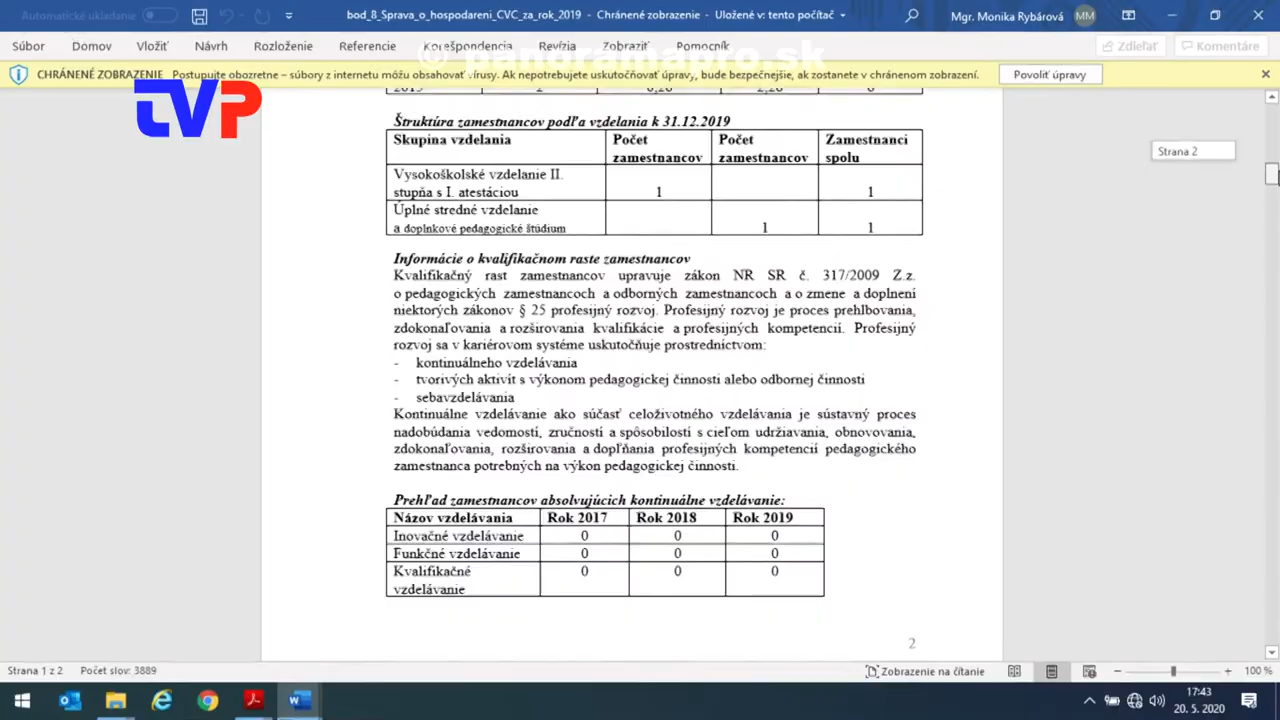 Automatické ukladanie
bod_8_Sprava_o_hospodareni_CVC_za_rok_2019 - Chránené zobrazenie • Uložené v: tento počítač
Mgr. Monika Rybárová
MM
Súbor Domov Vložiť Návrh Rozloženie Referencie Korešpondencia Revízia Zobraziť Pomocník
Zdieľať Komentáre
© panoramapro.sk
CHRÁNENÉ ZOBRAZENIE Postupujte obozretne – súbory z internetu môžu obsahovať vírusy. Ak nepotrebujete uskutočňovať úpravy, bude bezpečnejšie, ak zostanete v chránenom zobrazení. Povoliť úpravy
TVP
Štruktúra zamestnancov podľa vzdelania k 31.12.2019
Skupina vzdelania Počet zamestnancov Počet zamestnancov Zamestnanci spolu
Vysokoškolské vzdelanie II.
stupňa s I. atestáciou 1 1
Úplné stredné vzdelanie
a doplnkové pedagogické štúdium 1 1
Informácie o kvalifikačnom raste zamestnancov
Kvalifikačný rast zamestnancov upravuje zákon NR SR č. 317/2009 Z.z.
o pedagogických zamestnancoch a odborných zamestnancoch a o zmene a doplnení
niektorých zákonov § 25 profesijný rozvoj. Profesijný rozvoj je proces prehlbovania,
zdokonaľovania a rozširovania kvalifikácie a profesijných kompetencií. Profesijný
rozvoj sa v kariérovom systéme uskutočňuje prostredníctvom:
- kontinuálneho vzdelávania
- tvorivých aktivít s výkonom pedagogickej činnosti alebo odbornej činnosti
- sebavzdelávania
Kontinuálne vzdelávanie ako súčasť celoživotného vzdelávania je sústavný proces
nadobúdania vedomostí, zručností a spôsobilostí s cieľom udržiavania, obnovovania,
zdokonaľovania, rozširovania a dopĺňania profesijných kompetencií pedagogického
zamestnanca potrebných na výkon pedagogickej činnosti.
Prehľad zamestnancov absolvujúcich kontinuálne vzdelávanie:
Názov vzdelávania Rok 2017 Rok 2018 Rok 2019
Inovačné vzdelávanie 0 0 0
Funkčné vzdelávanie 0 0 0
Kvalifikačné 0 0 0
vzdelávanie
2
Strana 2
Strana 1 z 2 Počet slov: 3889 Zobrazenie na čítanie 100 %
17:43
20. 5. 2020